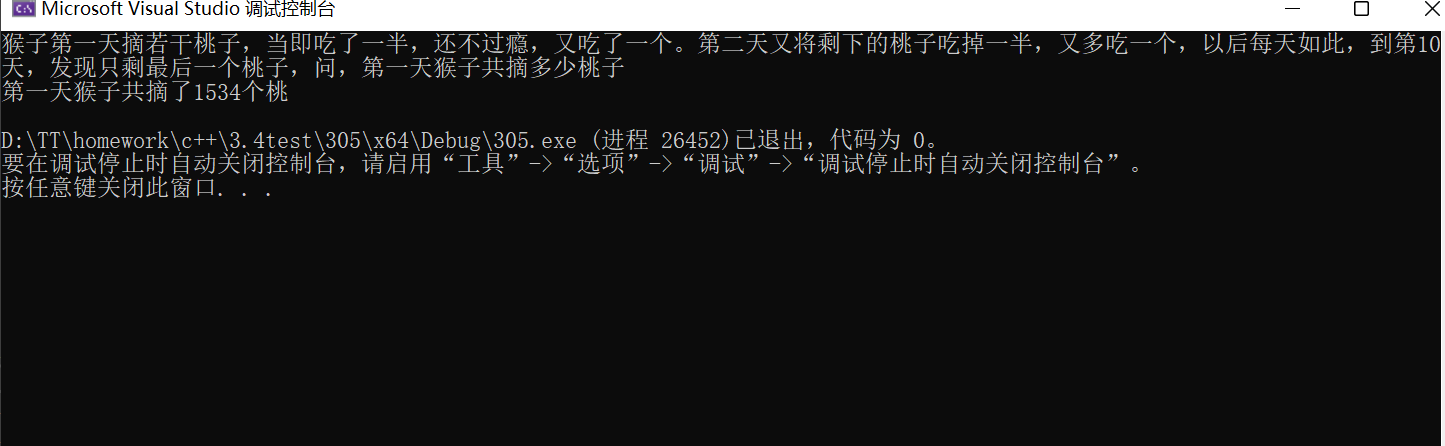 Microsoft Visual Studio 调试控制台
猴子第一天摘若干桃子，当即吃了一半，还不过瘾，又吃了一个。第二天又将剩下的桃子吃掉一半，又多吃一个，以后每天如此，到第10
天，发现只剩最后一个桃子，问，第一天猴子共摘多少桃子
第一天猴子共摘了1534个桃
D:\TT\homework\c++\3.4test\305\x64\Debug\305.exe (进程 26452)已退出，代码为 0。
要在调试停止时自动关闭控制台，请启用“工具”->“选项”->“调试”->“调试停止时自动关闭控制台”。
按任意键关闭此窗口. . .